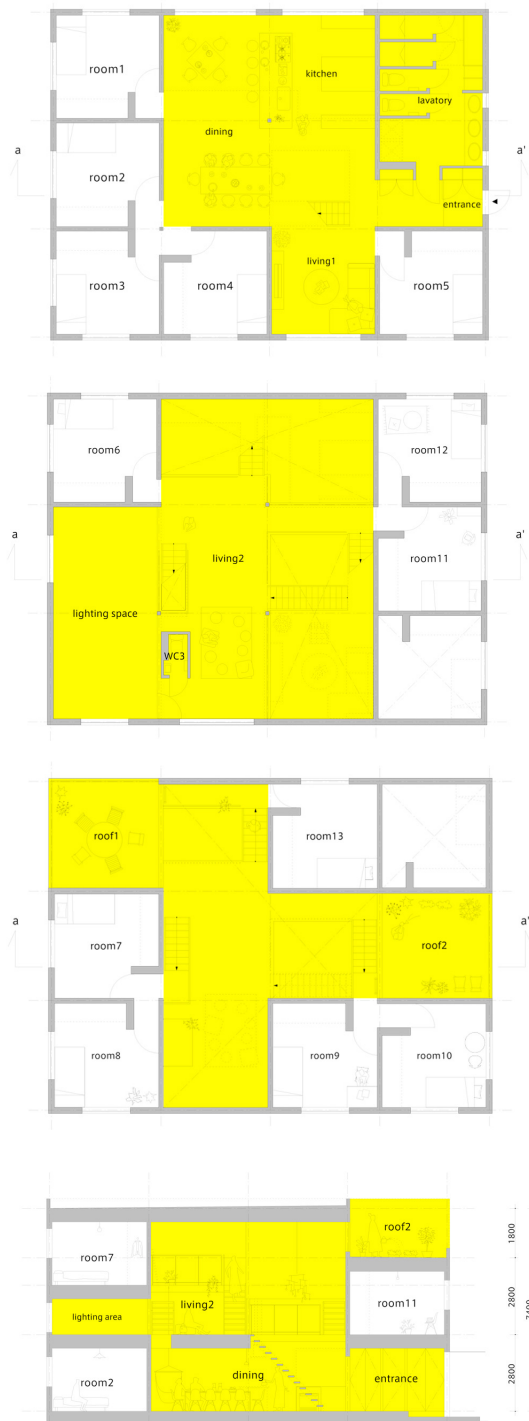 room1
kitchen
lavatory
dining
a
a'
room2
entrance
living1
room3
room4
room5
room6
room12
a
a'
living2
room11
lighting space
WC3
roof1
room13
a
a'
room7
roof2
room8
room9
room10
roof2
1800
room7
living2
room11
2800
lighting area
7400
dining
entrance
room2
2800